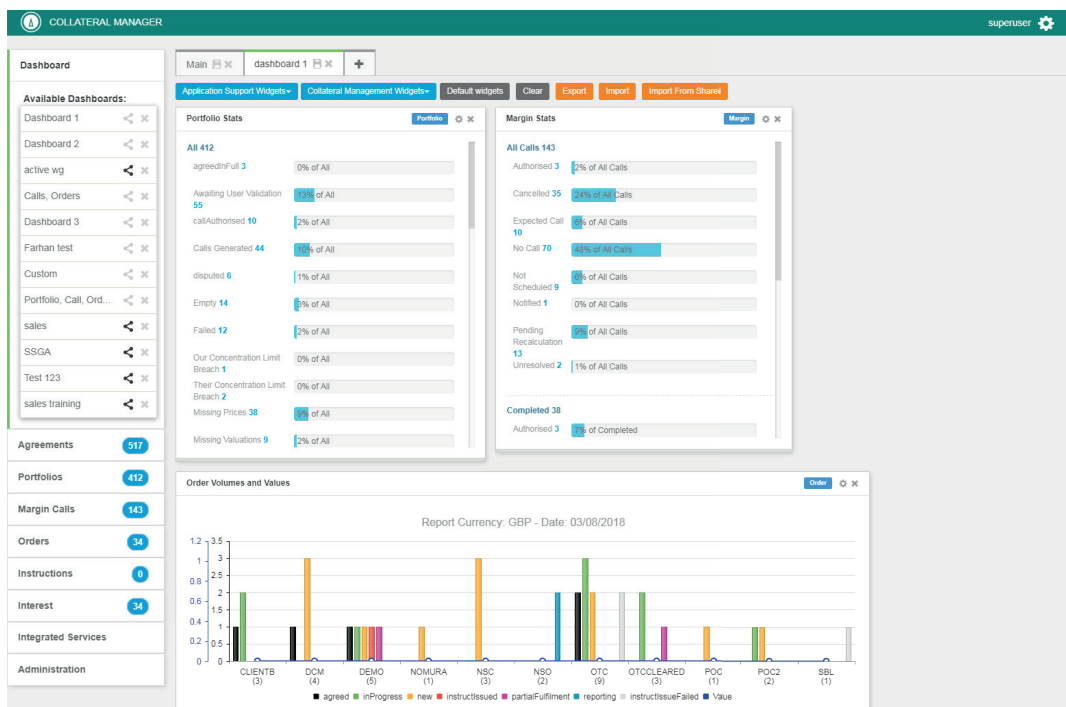 COLLATERAL MANAGER
superuser
Dashboard
Available Dashboards:
Dashboard 1
Dashboard 2
active wg
Calls, Orders
Dashboard 3
Farhan test
Custom
Portfolio, Call, Ord...
sales
SSGA
Test 123
sales training
Agreements 517
Portfolios 412
Margin Calls 143
Orders 34
Instructions 0
Interest 34
Integrated Services
Administration
Main dashboard 1
Application Support Widgets Collateral Management Widgets Default widgets Clear Export Import Import From Shared
Portfolio Stats Portfolio
All 412
agreedInFull 3 0% of All
Awaiting User Validation 13% of All
55
callAuthorised 10 2% of All
Calls Generated 44 10% of All
disputed 6 1% of All
Empty 14 3% of All
Failed 12 2% of All
Our Concentration Limit 0% of All
Breach 1
Their Concentration Limit 0% of All
Breach 2
Missing Prices 38 9% of All
Missing Valuations 9 2% of All
Margin Stats Margin
All Calls 143
Authorised 3 2% of All Calls
Cancelled 35 24% of All Calls
Expected Call 6% of All Calls
10
No Call 70 48% of All Calls
Not 6% of All Calls
Scheduled 9
Notified 1 0% of All Calls
Pending 9% of All Calls
Recalculation
13
Unresolved 2 1% of All Calls
Completed 38
Authorised 3 7% of Completed
Order Volumes and Values Order
Report Currency: GBP - Date: 03/08/2018
1.2 3.5
1 3
0.8 2.5
2
0.6 1.5
0.4 1
0.2 0.5
0 0
CLIENTB DCM DEMO NOMURA NSC NSO OTC OTCCLEARED POC POC2 SBL
(3) (4) (5) (1) (3) (2) (9) (3) (1) (2) (1)
agreed inProgress new instructIssued partialFulfilment reporting instructIssueFailed Value